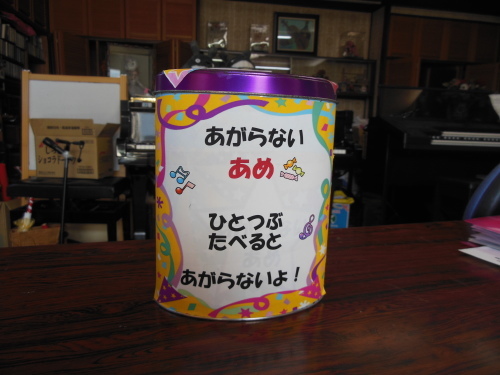 あがらない
あめ
ひとつぶ
たべると
あがらないよ！